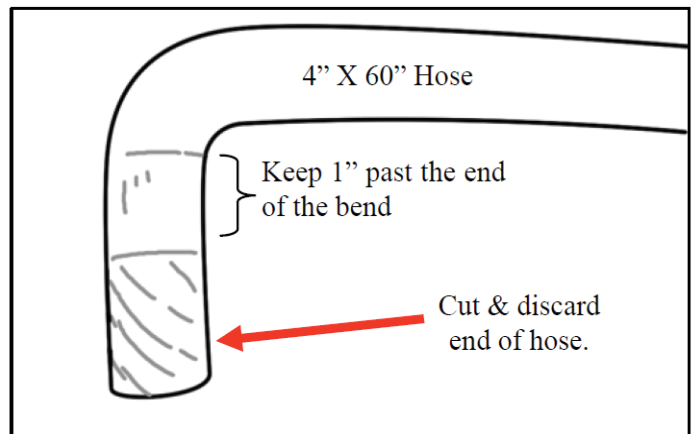 4” X 60” Hose
Keep 1” past the end
of the bend
Cut & discard
end of hose.